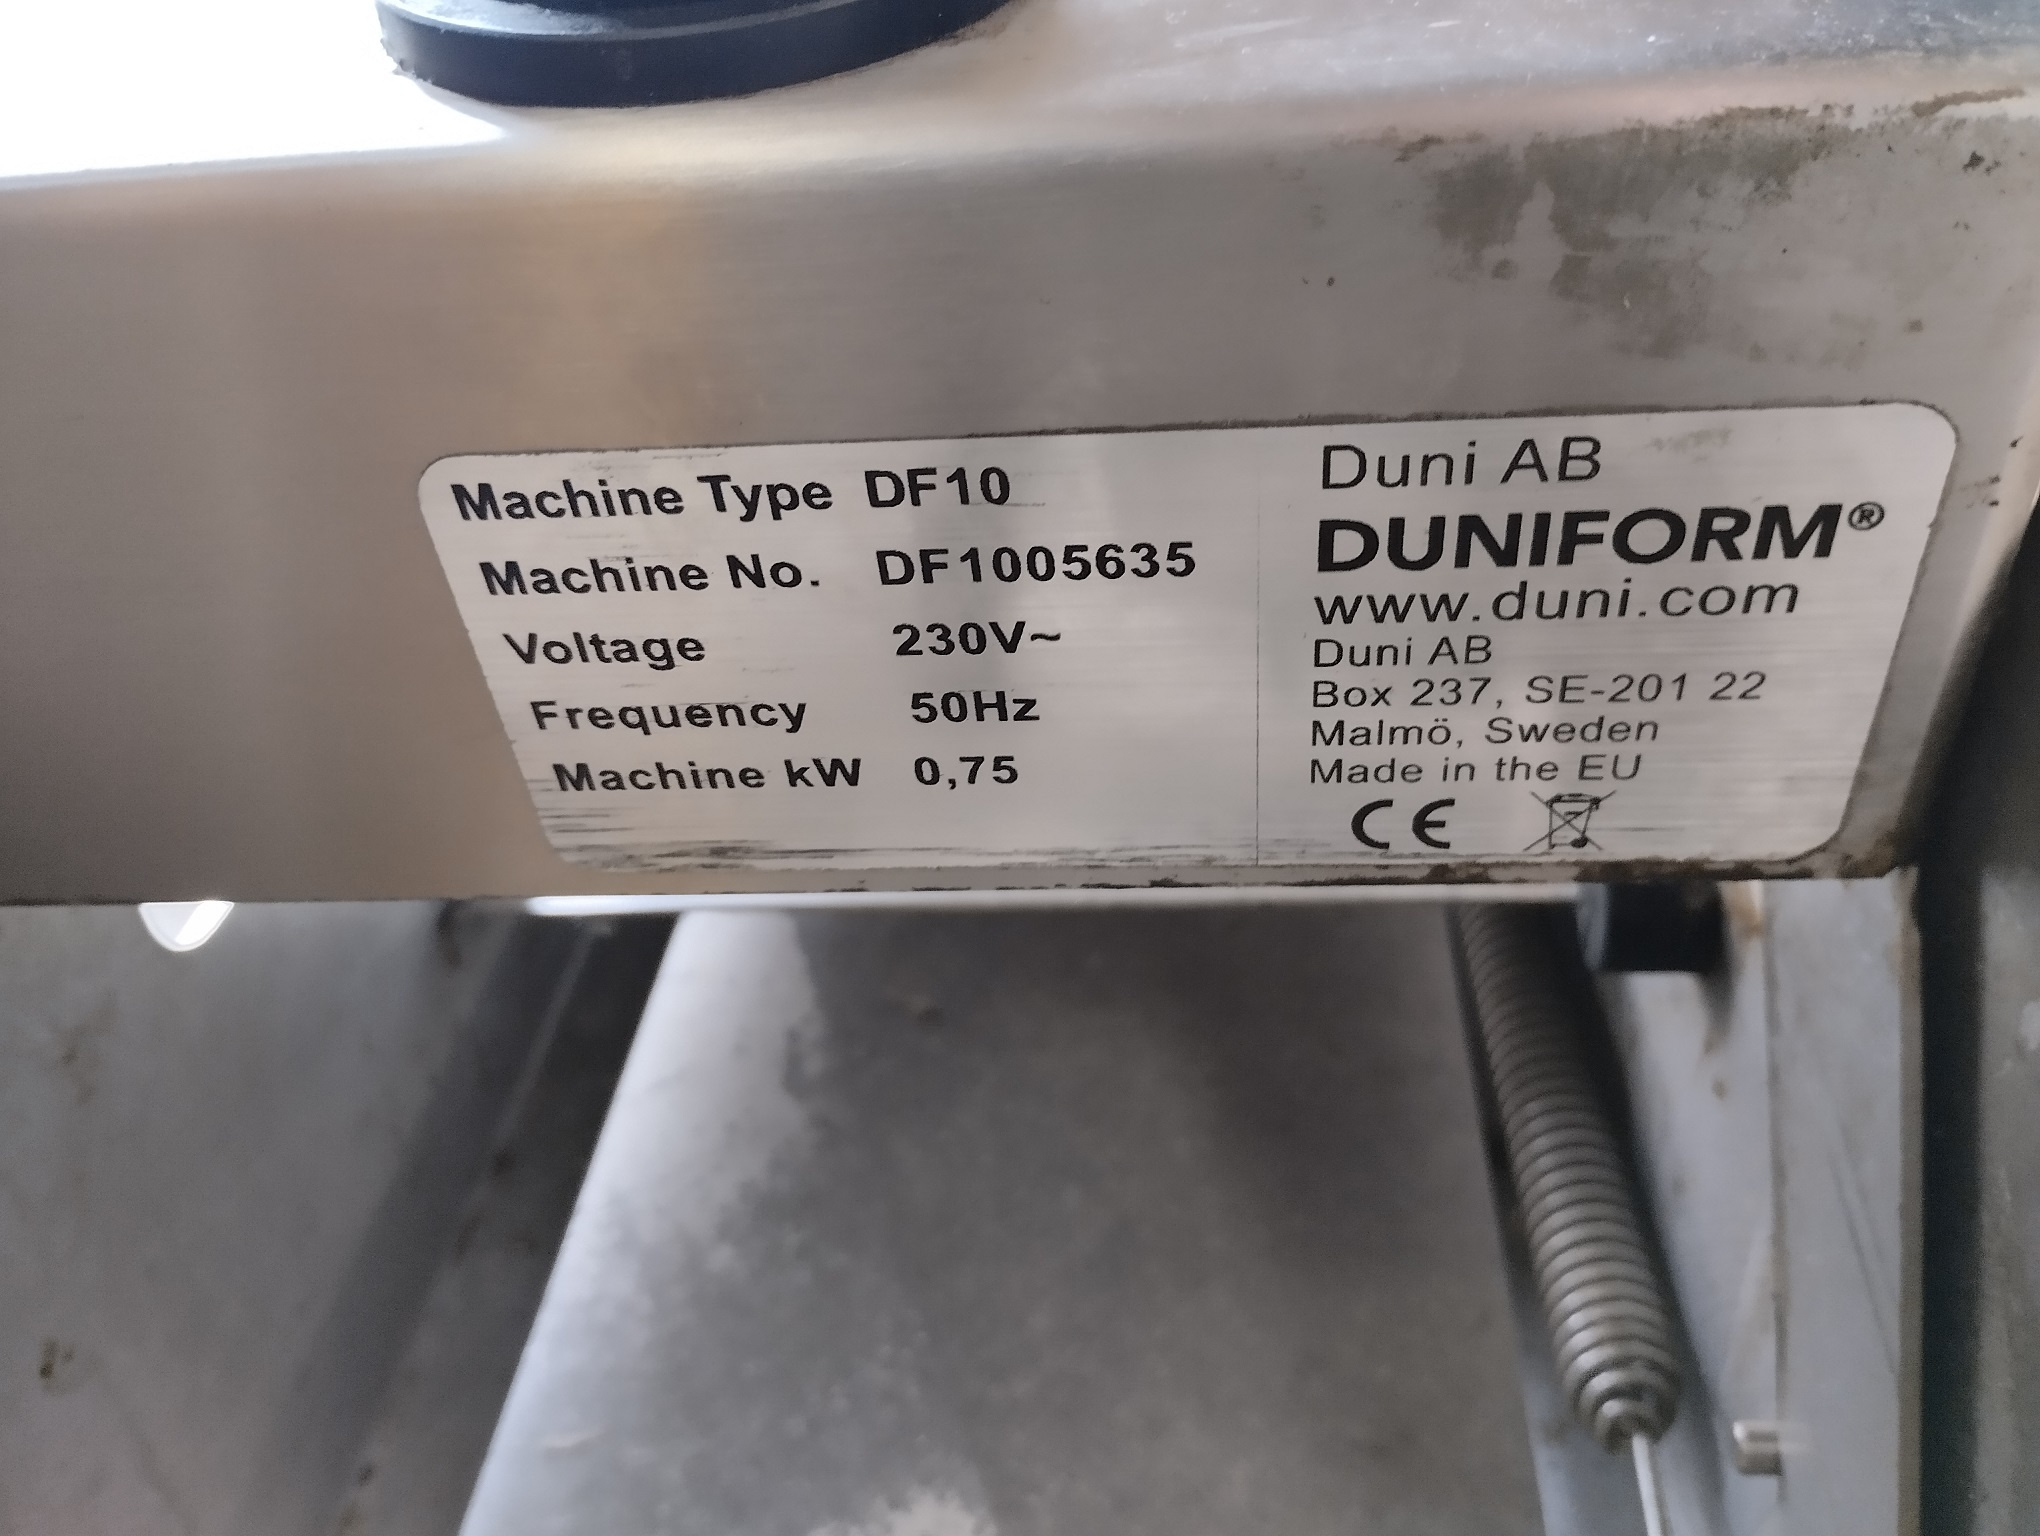 Machine Type DF10
Machine No. DF1005635
Voltage 230V~
Frequency 50Hz
Machine kW 0,75
Duni AB
DUNIFORM®
www.duni.com
Duni AB
Box 237, SE-201 22
Malmö, Sweden
Made in the EU
CE